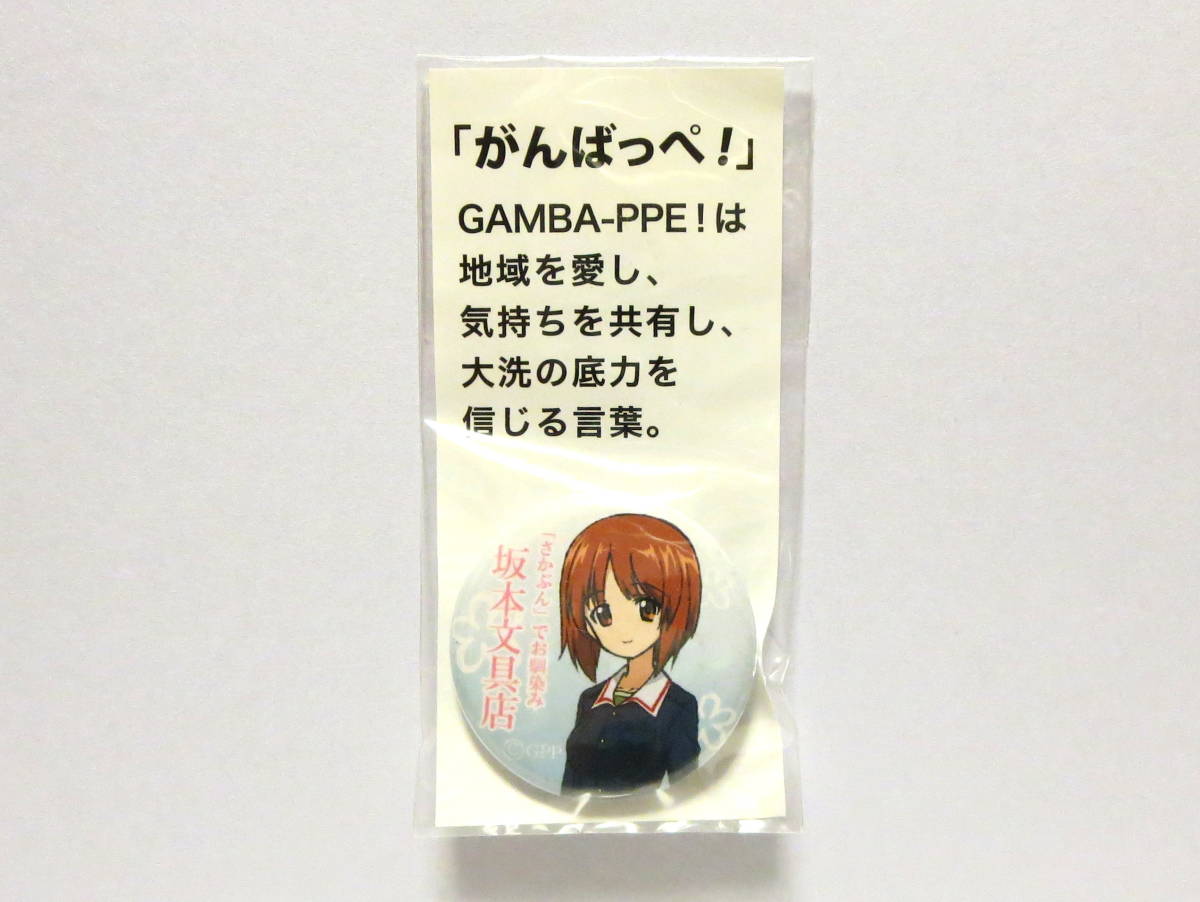 「がんばっぺ！」
GAMBA-PPE！は
地域を愛し、
気持ちを共有し、
大洗の底力を
信じる言葉。
「さかぶん」でお馴染み
坂本文具店
©GPP